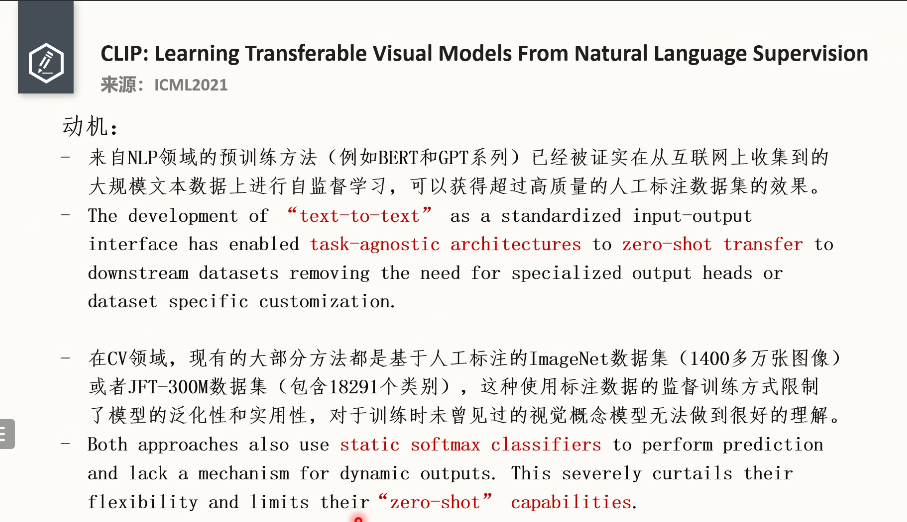 CLIP: Learning Transferable Visual Models From Natural Language Supervision
来源：ICML2021
动机：
– 来自NLP领域的预训练方法（例如BERT和GPT系列）已经被证实在从互联网上收集到的
大规模文本数据上进行自监督学习，可以获得超过高质量的人工标注数据集的效果。
– The development of “text-to-text” as a standardized input-output
interface has enabled task-agnostic architectures to zero-shot transfer to
downstream datasets removing the need for specialized output heads or
dataset specific customization.
– 在CV领域，现有的大部分方法都是基于人工标注的ImageNet数据集（1400多万张图像）
或者JFT-300M数据集（包含18291个类别），这种使用标注数据的监督训练方式限制
了模型的泛化性和实用性，对于训练时未曾见过的视觉概念模型无法做到很好的理解。
– Both approaches also use static softmax classifiers to perform prediction
and lack a mechanism for dynamic outputs. This severely curtails their
flexibility and limits their “zero-shot” capabilities.